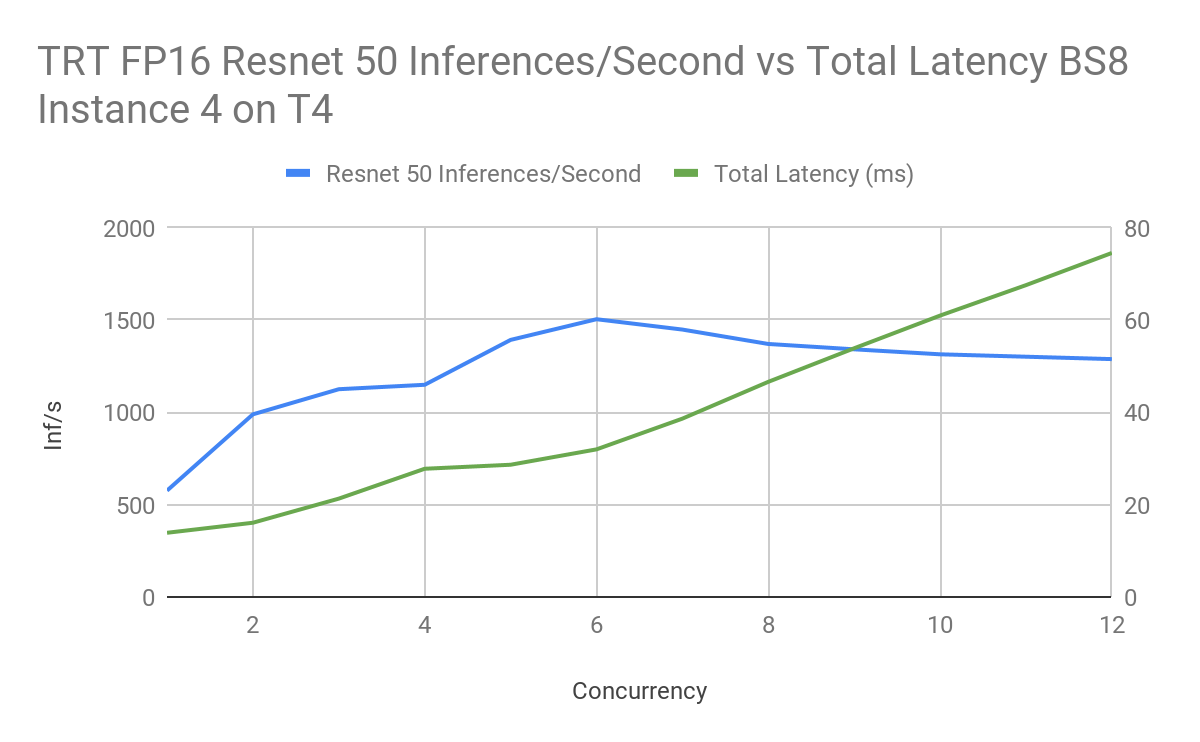 TRT FP16 Resnet 50 Inferences/Second vs Total Latency BS8
Instance 4 on T4
Resnet 50 Inferences/Second
Total Latency (ms)
2000
1500
1000
500
0
Inf/s
80
60
40
20
0
2
4
6
8
10
12
Concurrency